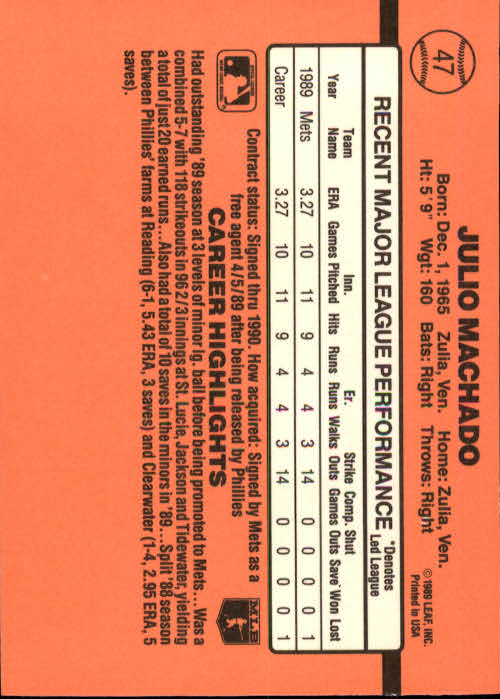 47
JULIO MACHADO
Born: Dec. 1, 1965 Zulia, Ven. Home: Zulia, Ven.
Ht: 5' 9" Wgt: 160 Bats: Right Throws: Right
© 1989 LEAF, INC.
Printed in USA
RECENT MAJOR LEAGUE PERFORMANCE *Denotes
Led League
Team Inn. Er. Strike Comp. Shut
Year Name ERA Games Pitched Hits Runs Runs Walks Outs Games Outs Save Won Lost
1989 Mets 3.27 10 11 9 4 4 3 14 0 0 0 0 1
Career 3.27 10 11 9 4 4 3 14 0 0 0 0 1
Contract status: Signed thru 1990. How acquired: Signed by Mets as a
free agent 4/5/89 after being released by Phillies
MLB
CAREER HIGHLIGHTS
Had outstanding '89 season at 3 levels of minor lg. ball before being promoted to Mets... Was a
combined 5-7 with 118 strikeouts in 96 2/3 innings at St. Lucie, Jackson and Tidewater, yielding
a total of just 20 earned runs... Also had a total of 10 saves in the minors in '89... Split '88 season
between Phillies' farms at Reading (6-1, 5.43 ERA, 3 saves) and Clearwater (1-4, 2.95 ERA, 5
saves).